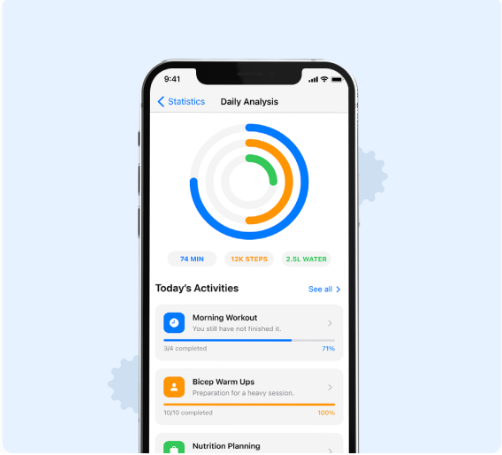 9:41
Statistics
Daily Analysis
74 MIN
12K STEPS
2.5L WATER
Today's Activities
See all
Morning Workout
You still have not finished it.
3/4 completed
71%
Bicep Warm Ups
Preparation for a heavy session.
10/10 completed
100%
Nutrition Planning